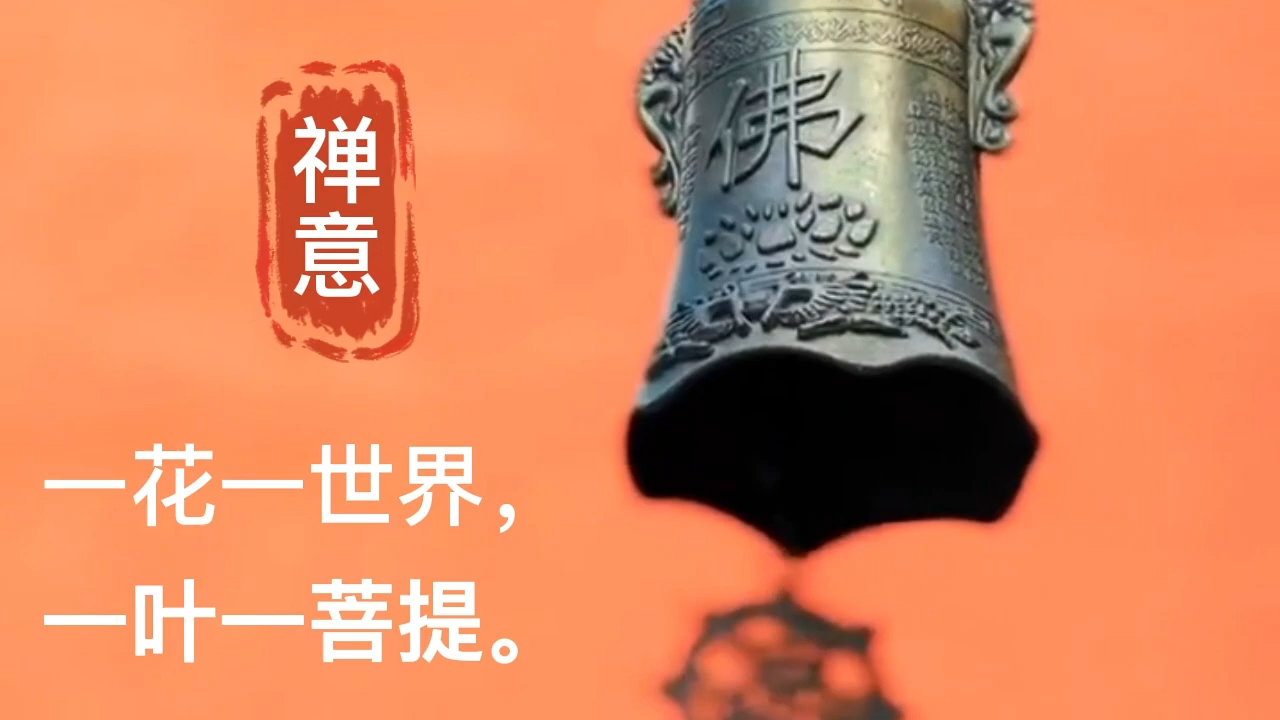 禅意
佛
一花一世界，
一叶一菩提。